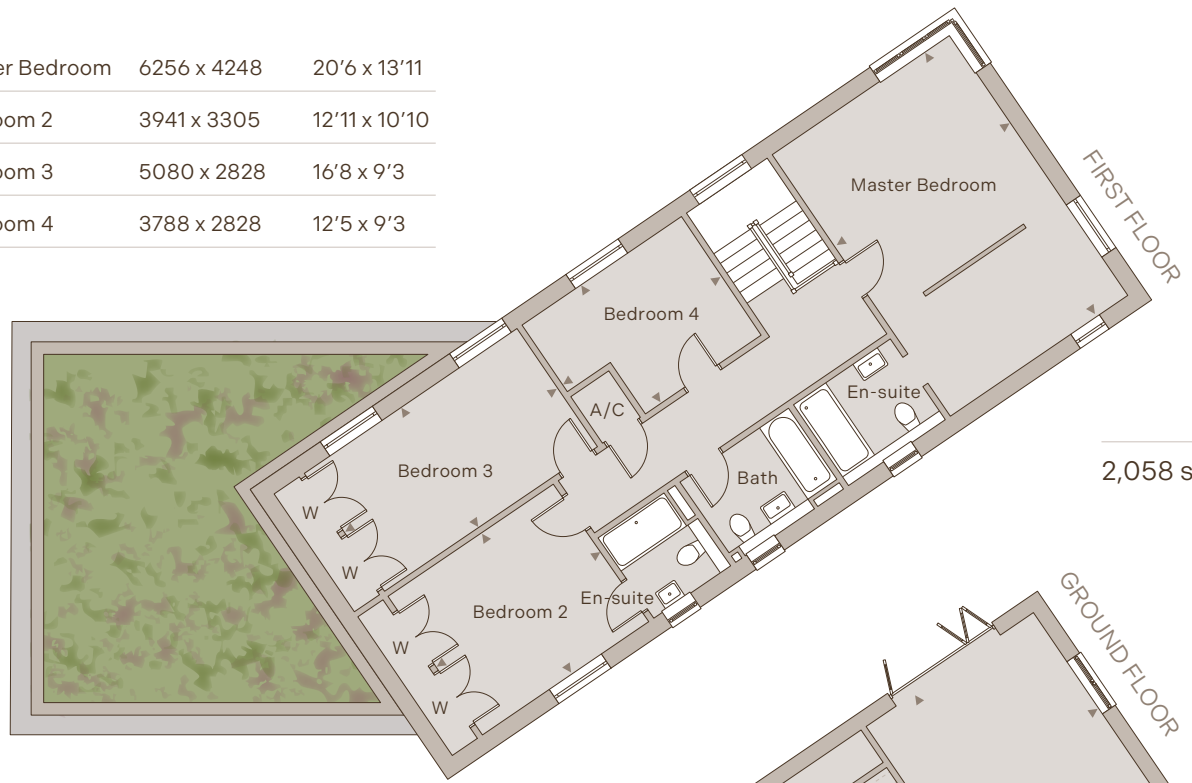 er Bedroom 6256 x 4248 20'6 x 13'11
oom 2 3941 x 3305 12'11 x 10'10
oom 3 5080 x 2828 16'8 x 9'3
oom 4 3788 x 2828 12'5 x 9'3
FIRST FLOOR
Master Bedroom
Bedroom 4
En-suite
A/C
Bedroom 3
Bath
2,058 s
W
W
En-suite
Bedroom 2
W
W
GROUND FLOOR